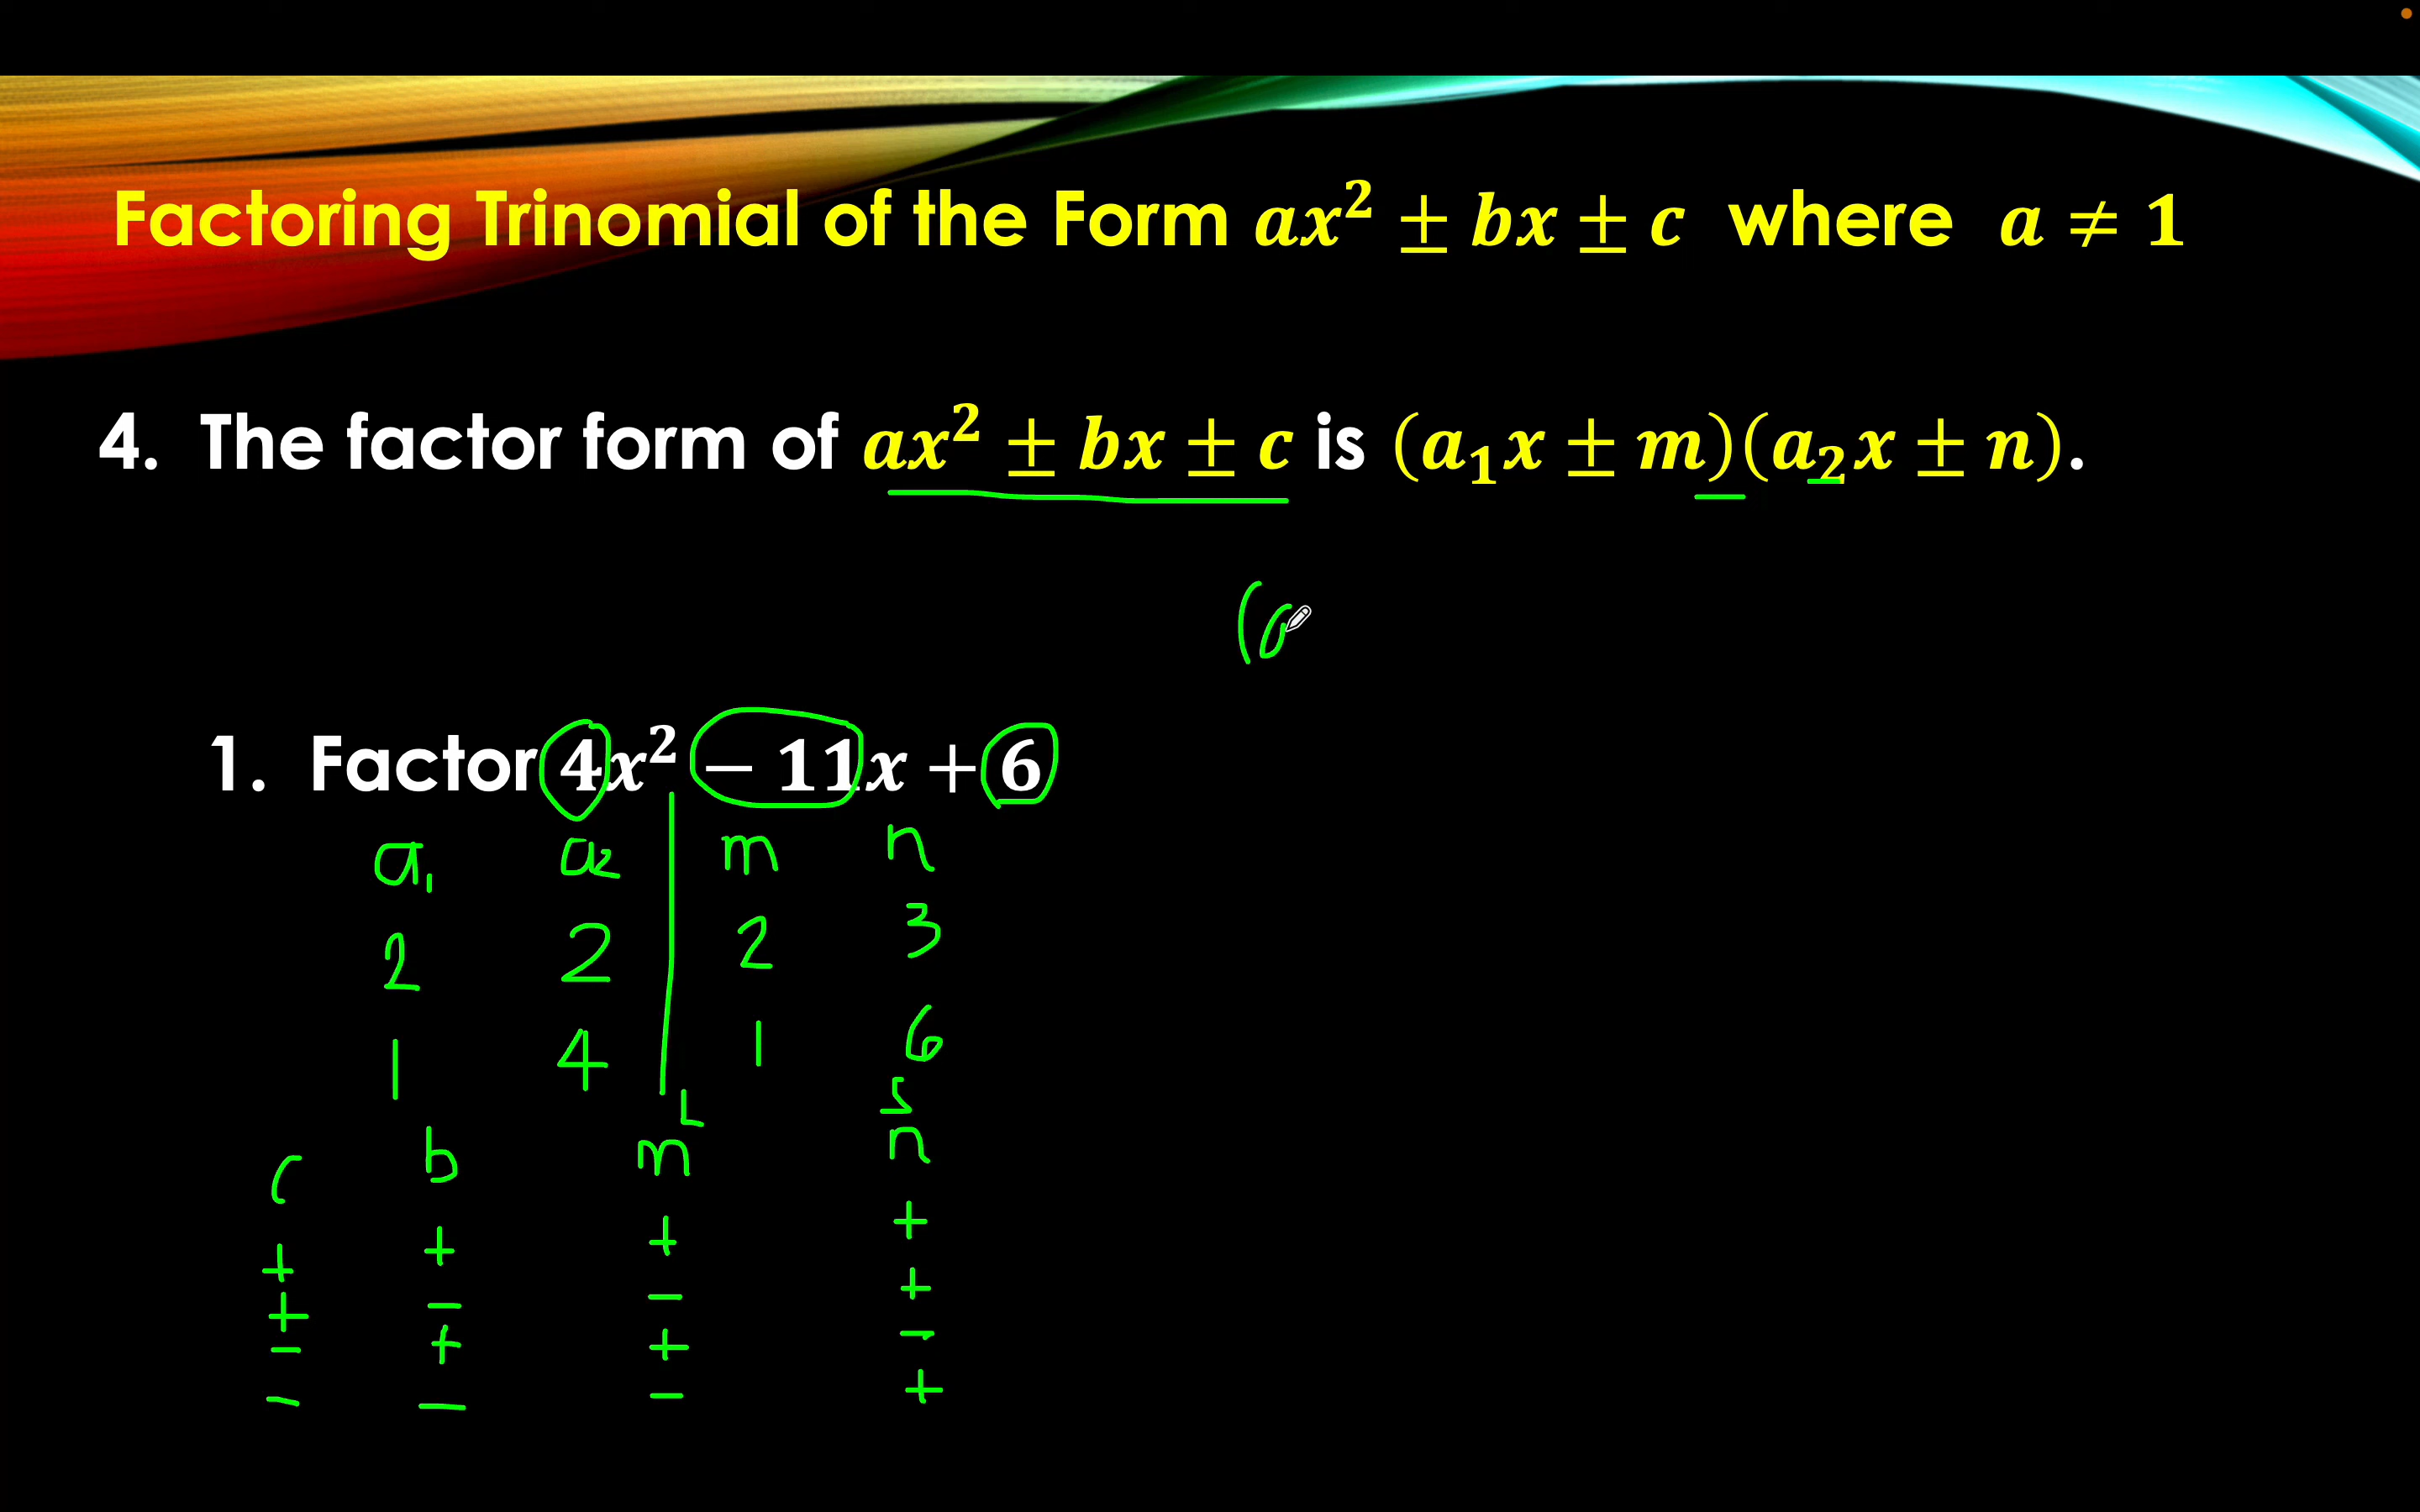 Factoring Trinomial of the Form ax² ± bx ± c where a ≠ 1
4. The factor form of ax² ± bx ± c is (a₁x ± m)(a₂x ± n).
(a
1. Factor 4x² − 11x + 6
a₁ a₂ m n
2 2 2 3
1 4 1 6
c b m n
+ + + +
+ − − +
− + + −
− − − +